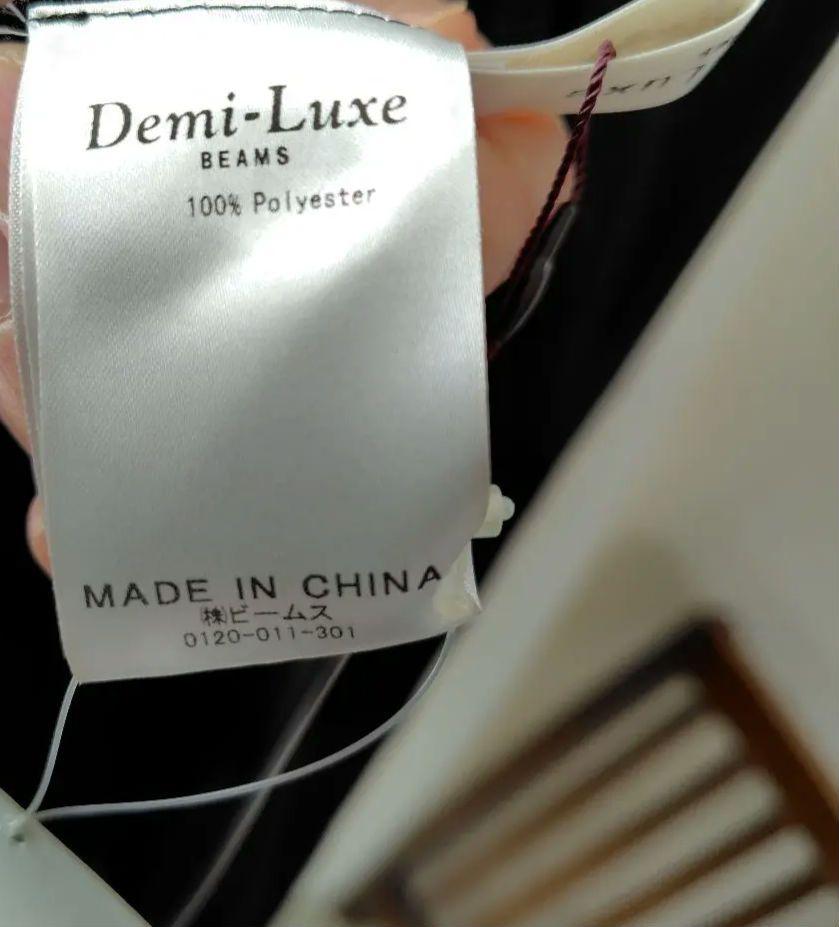 Demi-Luxe
BEAMS
100% Polyester
MADE IN CHINA
㈱ビームス
0120-011-301